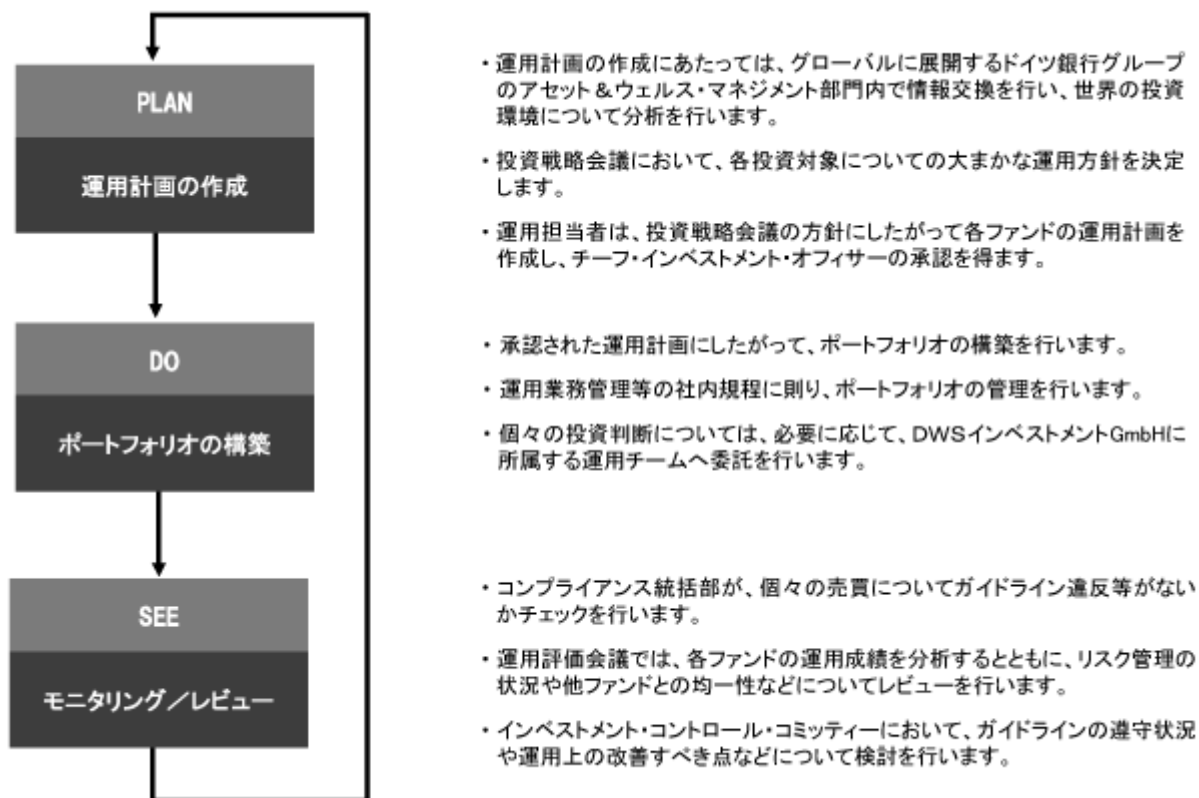 PLAN
運用計画の作成
・運用計画の作成にあたっては、グローバルに展開するドイツ銀行グループ
のアセット＆ウェルス・マネジメント部門内で情報交換を行い、世界の投資
環境について分析を行います。
・投資戦略会議において、各投資対象についての大まかな運用方針を決定
します。
・運用担当者は、投資戦略会議の方針にしたがって各ファンドの運用計画を
作成し、チーフ・インベストメント・オフィサーの承認を得ます。
DO
ポートフォリオの構築
・承認された運用計画にしたがって、ポートフォリオの構築を行います。
・運用業務管理等の社内規程に則り、ポートフォリオの管理を行います。
・個々の投資判断については、必要に応じて、DWSインベストメントGmbHに
所属する運用チームへ委託を行います。
SEE
モニタリング／レビュー
・コンプライアンス統括部が、個々の売買についてガイドライン違反等がない
かチェックを行います。
・運用評価会議では、各ファンドの運用成績を分析するとともに、リスク管理の
状況や他ファンドとの均一性などについてレビューを行います。
・インベストメント・コントロール・コミッティーにおいて、ガイドラインの遵守状況
や運用上の改善すべき点などについて検討を行います。